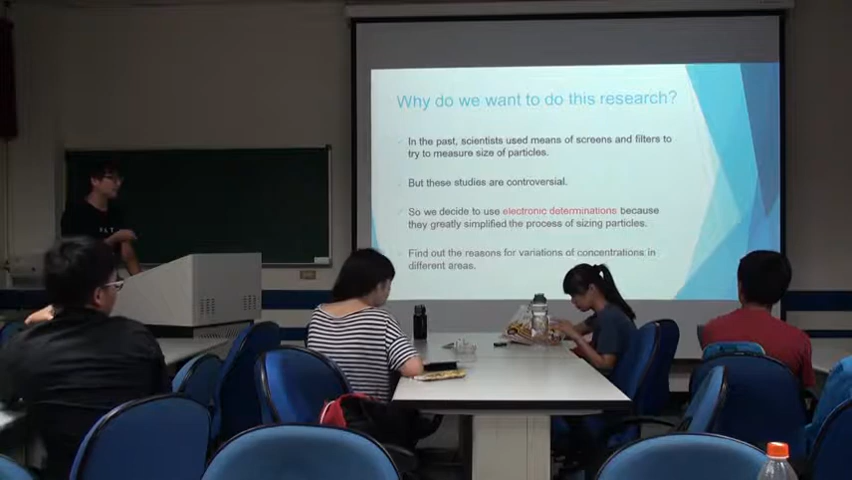 Why do we want to do this research?
In the past, scientists used means of screens and filters to
try to measure size of particles.
But these studies are controversial.
So we decide to use electronic determinations because
they greatly simplified the process of sizing particles.
Find out the reasons for variations of concentrations in
different areas.